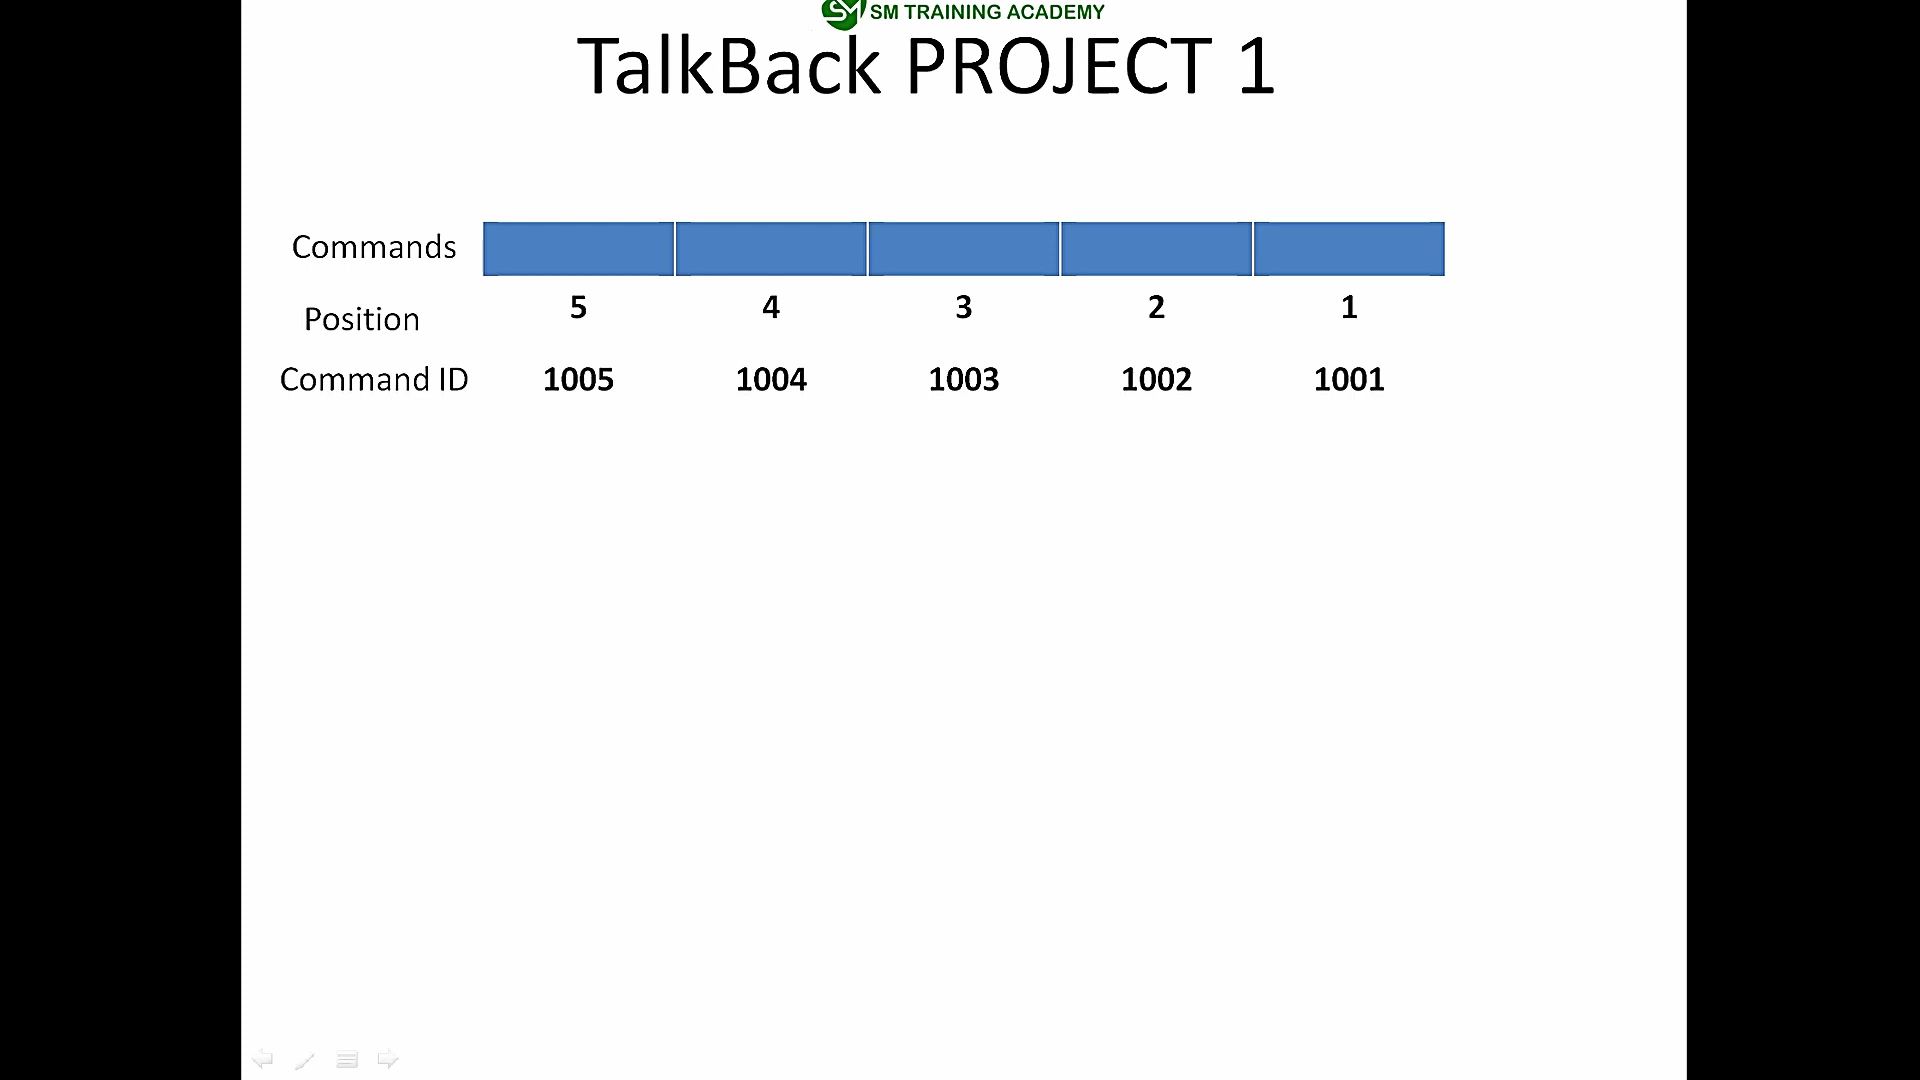 SM SM TRAINING ACADEMY
TalkBack PROJECT 1
Commands
Position 5 4 3 2 1
Command ID 1005 1004 1003 1002 1001